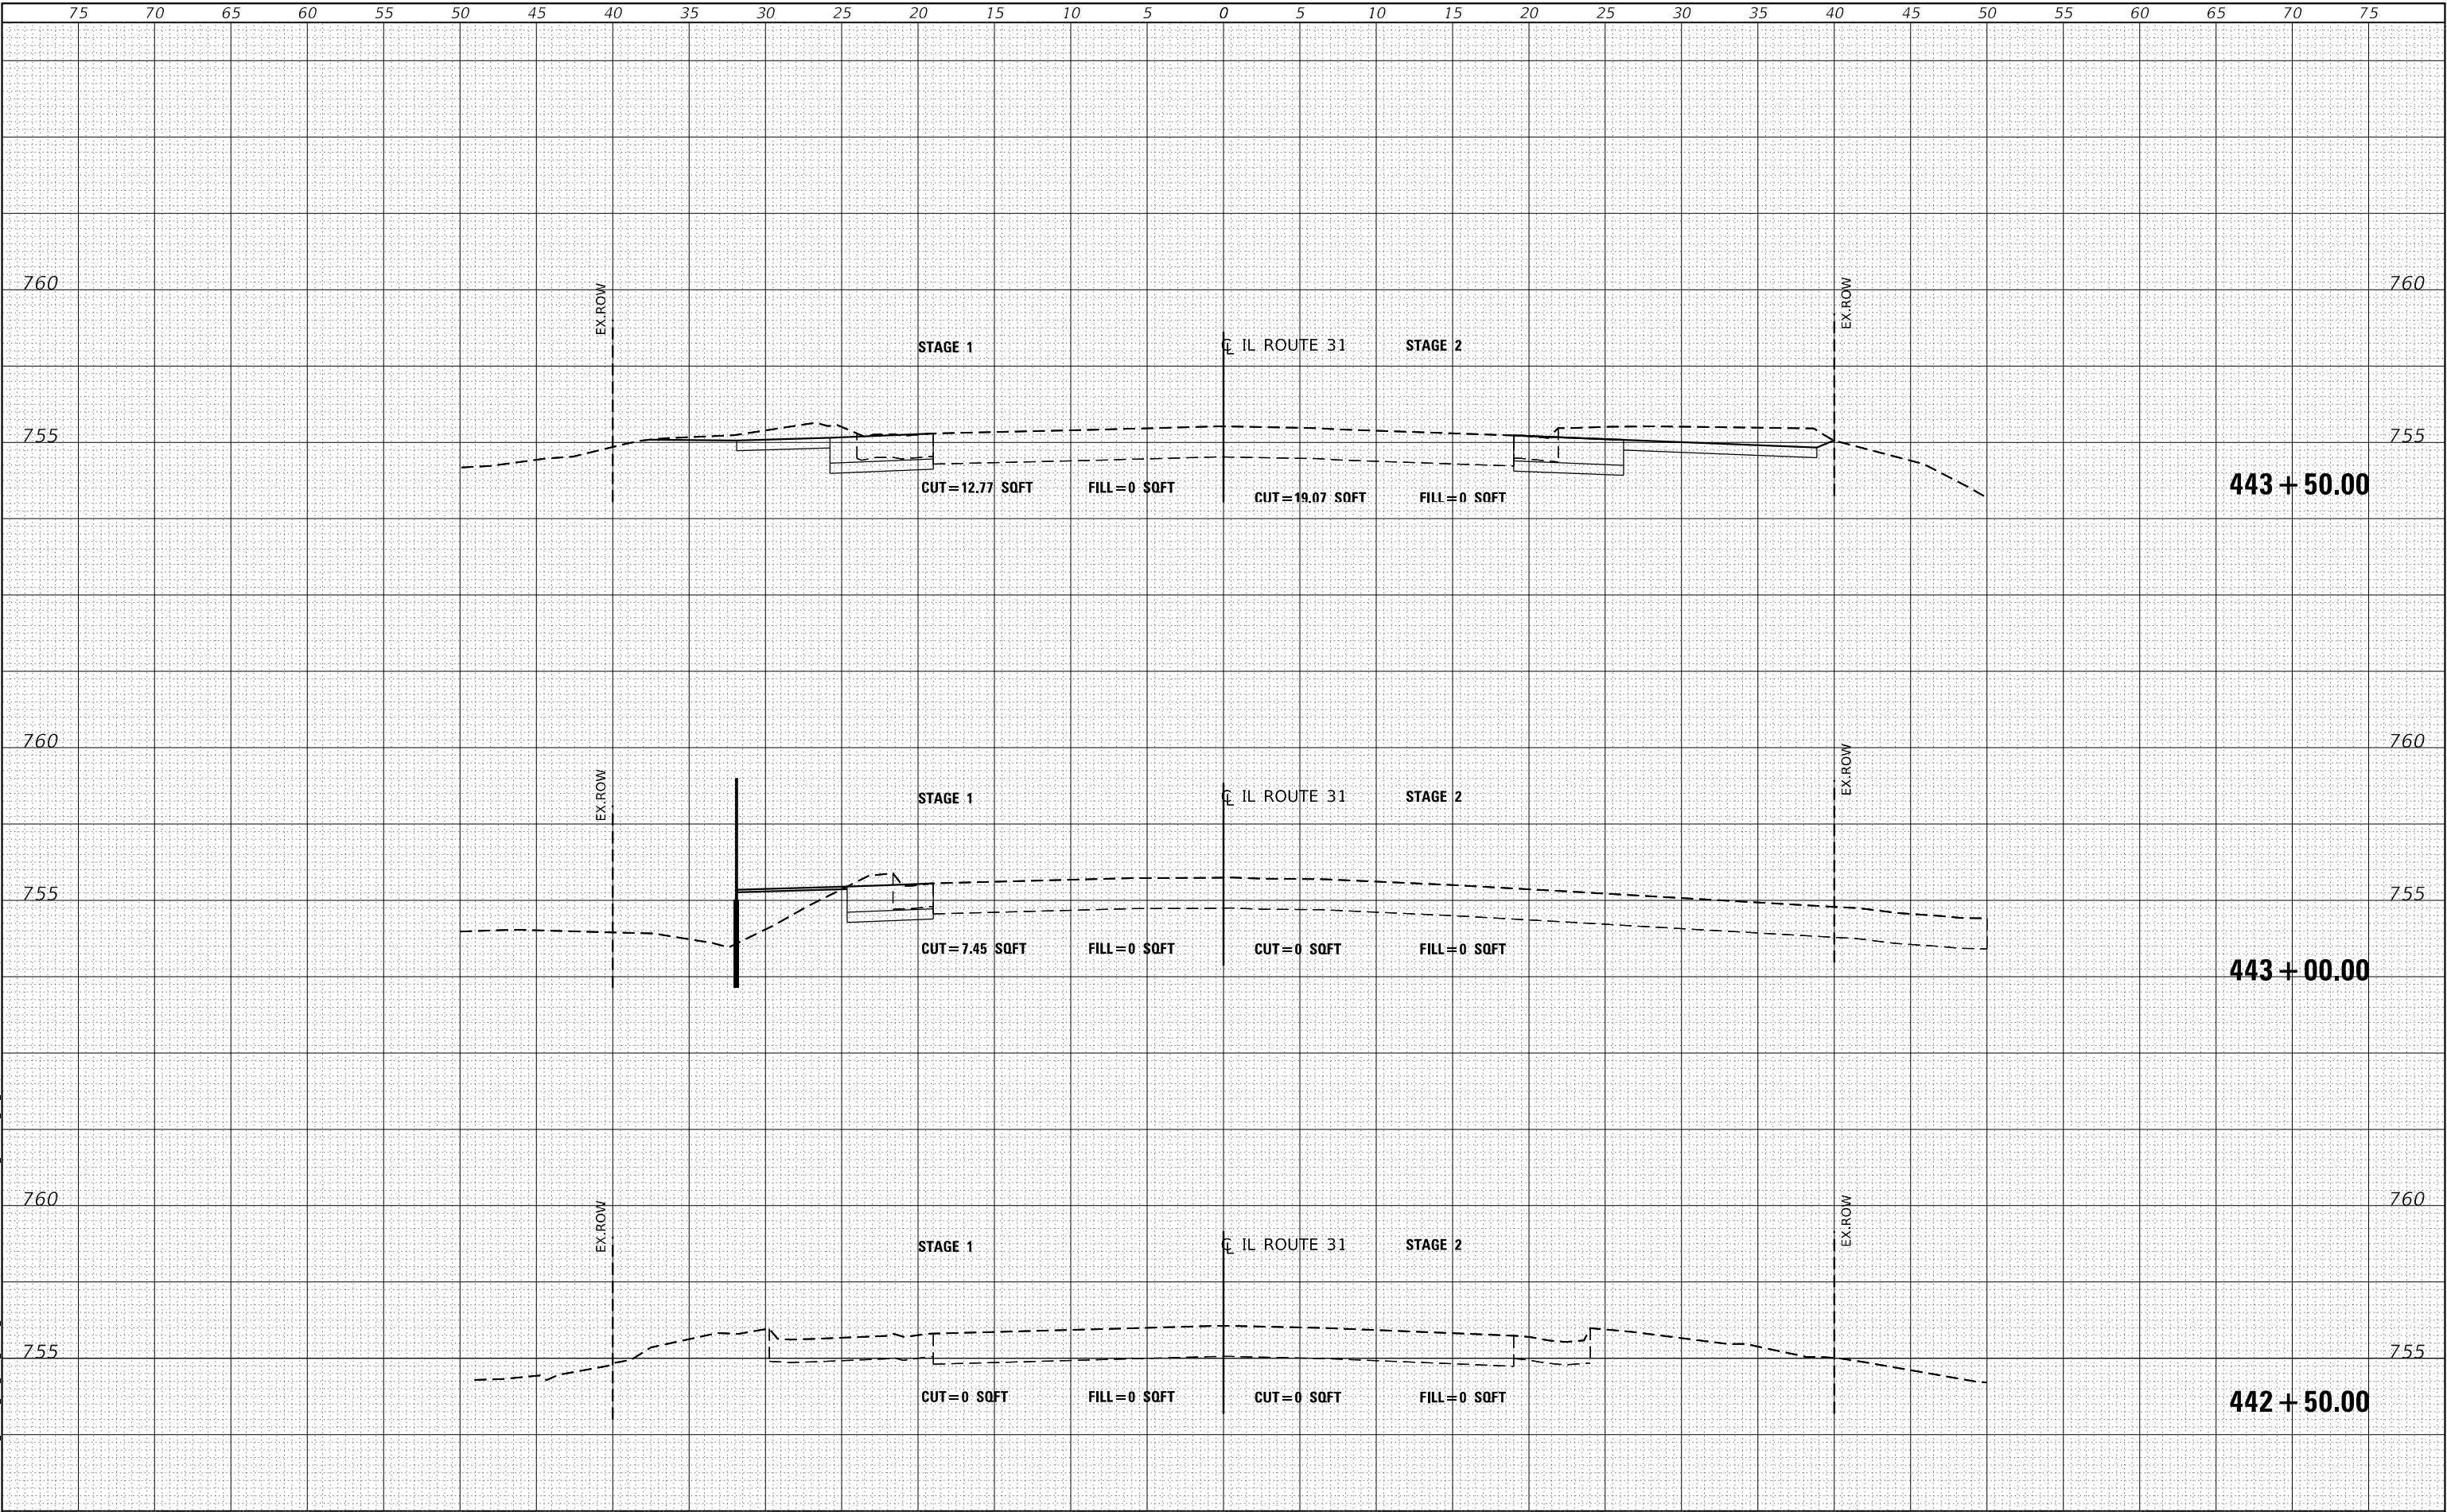 75 70 65 60 55 50 45 40 35 30 25 20 15 10 5 0 5 10 15 20 25 30 35 40 45 50 55 60 65 70 75
760 760
EX.ROW EX.ROW
STAGE 1 ℄ IL ROUTE 31 STAGE 2
755 755
CUT=12.77 SQFT FILL=0 SQFT CUT=19.07 SQFT FILL=0 SQFT
443+50.00
760 760
EX.ROW EX.ROW
STAGE 1 ℄ IL ROUTE 31 STAGE 2
755 755
CUT=7.45 SQFT FILL=0 SQFT CUT=0 SQFT FILL=0 SQFT
443+00.00
760 760
EX.ROW EX.ROW
STAGE 1 ℄ IL ROUTE 31 STAGE 2
755 755
CUT=0 SQFT FILL=0 SQFT CUT=0 SQFT FILL=0 SQFT
442+50.00